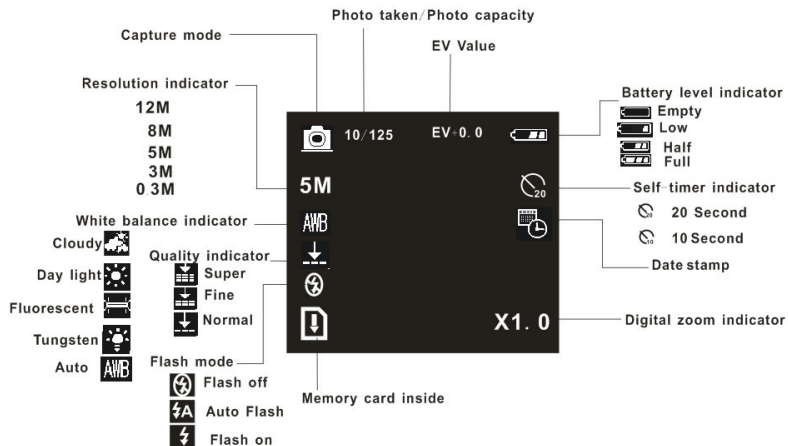 Photo taken/Photo capacity
Capture mode
EV Value
Resolution indicator
12M
8M
5M
3M
0 3M
Battery level indicator
Empty
Low
Half
Full
10/125
EV+0.0
5M
20
Self-timer indicator
20
20 Second
10
10 Second
Date stamp
White balance indicator
Cloudy
Day light
Fluorescent
Tungsten
Auto
AWB
AWB
Quality indicator
Super
Fine
Normal
X1.0
Digital zoom indicator
Flash mode
Flash off
A
Auto Flash
Flash on
Memory card inside